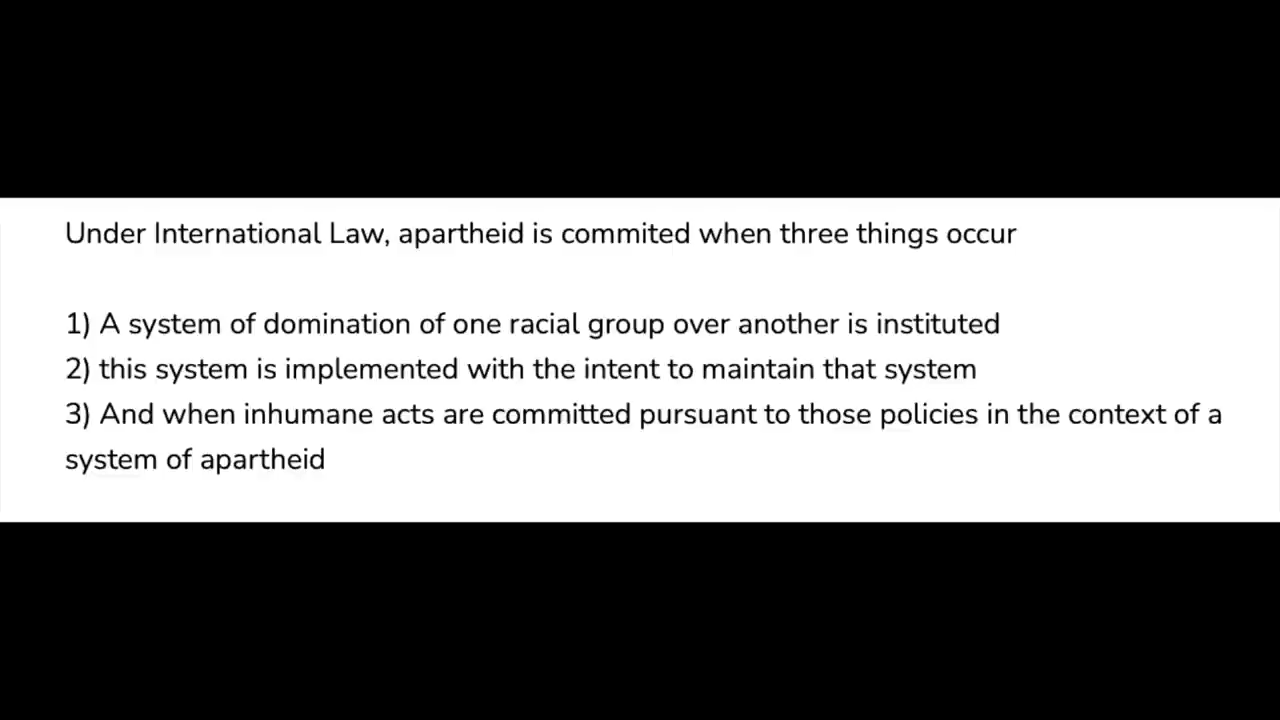 Under International Law, apartheid is commited when three things occur
1) A system of domination of one racial group over another is instituted
2) this system is implemented with the intent to maintain that system
3) And when inhumane acts are committed pursuant to those policies in the context of a
system of apartheid